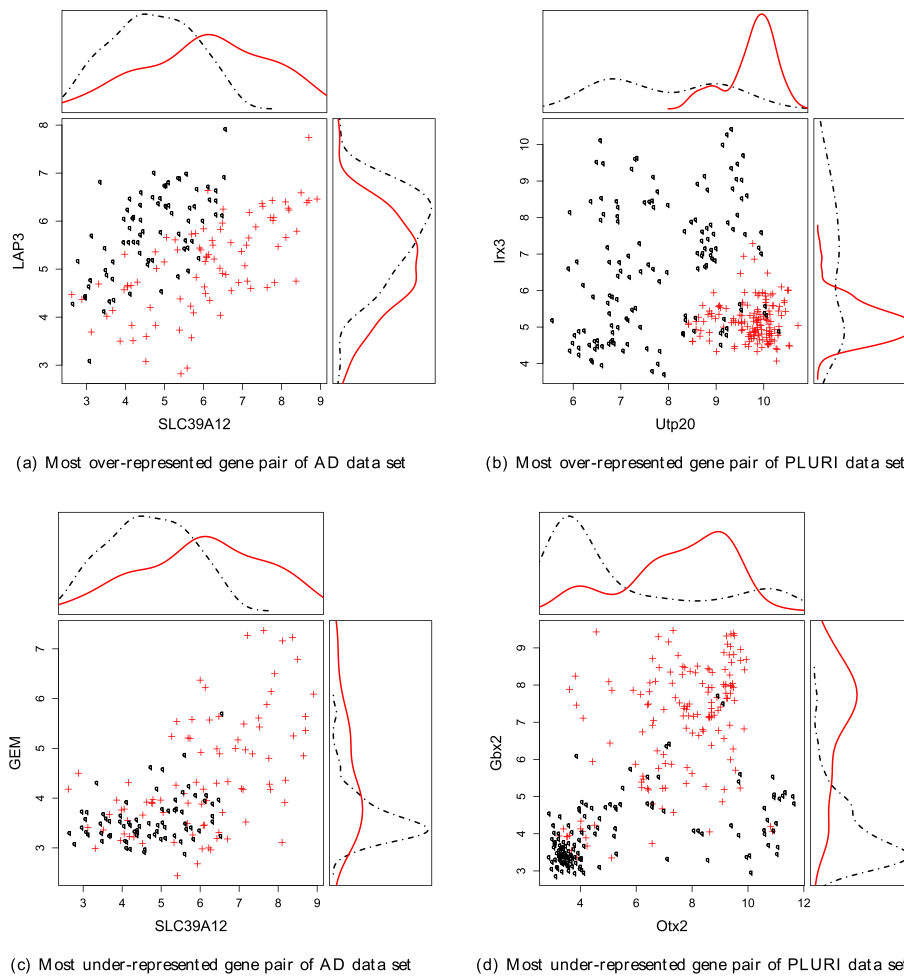 8
7
6
5
4
3
LAP3
3 4 5 6 7 8 9
SLC39A12
10
9
8
7
6
5
4
Irx3
6 7 8 9 10
Utp20
(a) Most over-represented gene pair of AD data set
(b) Most over-represented gene pair of PLURI data set
7
6
5
4
3
GEM
3 4 5 6 7 8 9
SLC39A12
9
8
7
6
5
4
3
Gbx2
4 6 8 10 12
Otx2
(c) Most under-represented gene pair of AD data set
(d) Most under-represented gene pair of PLURI data set